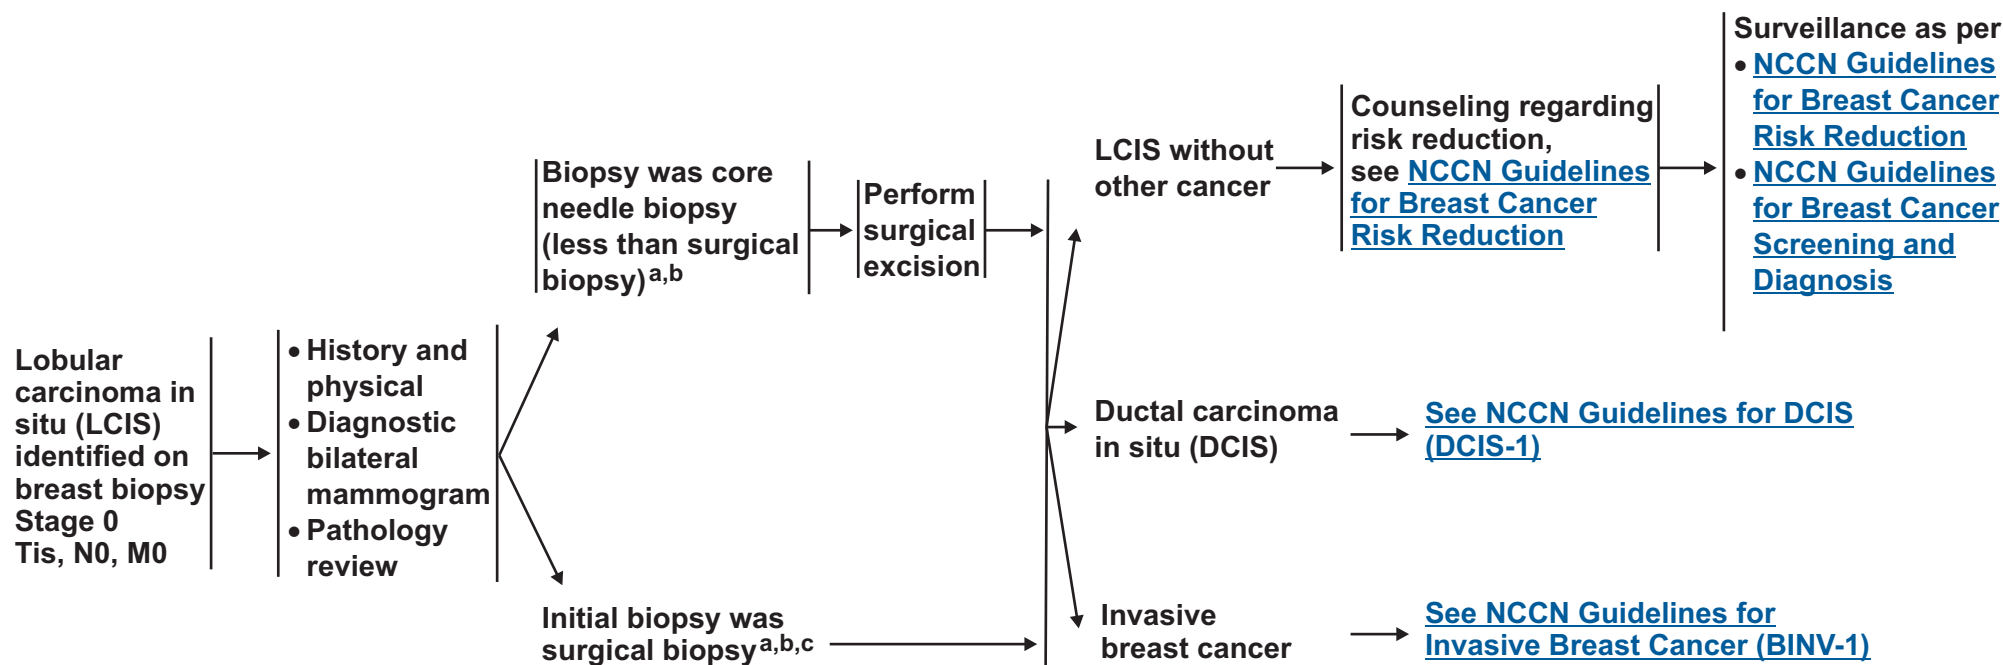 Lobular
carcinoma in
situ (LCIS)
identified on
breast biopsy
Stage 0
Tis, N0, M0
• History and
physical
• Diagnostic
bilateral
mammogram
• Pathology
review
Biopsy was core
needle biopsy
(less than surgical
biopsy)a,b
Perform
surgical
excision
Initial biopsy was
surgical biopsya,b,c
LCIS without
other cancer
Counseling regarding
risk reduction,
see NCCN Guidelines
for Breast Cancer
Risk Reduction
Surveillance as per
• NCCN Guidelines
for Breast Cancer
Risk Reduction
• NCCN Guidelines
for Breast Cancer
Screening and
Diagnosis
Ductal carcinoma
in situ (DCIS)
See NCCN Guidelines for DCIS
(DCIS-1)
Invasive
breast cancer
See NCCN Guidelines for
Invasive Breast Cancer (BINV-1)